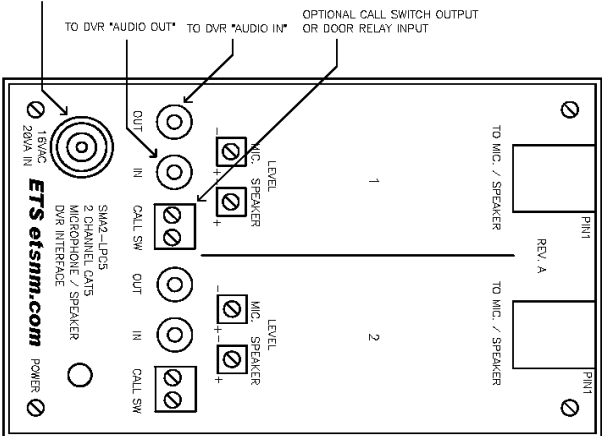 OPTIONAL CALL SWITCH OUTPUT
OR DOOR RELAY INPUT
TO DVR "AUDIO OUT"
TO DVR "AUDIO IN"
16VAC
20VA IN
OUT
IN
CALL SW
- +
MIC.
- +
SPEAKER
LEVEL
1
TO MIC. / SPEAKER
PIN1
REV. A
SMA2-LPC5
2 CHANNEL CAT5
MICROPHONE / SPEAKER
DVR INTERFACE
ETS etsnm.com
POWER
OUT
IN
CALL SW
- +
MIC.
- +
SPEAKER
LEVEL
2
TO MIC. / SPEAKER
PIN1